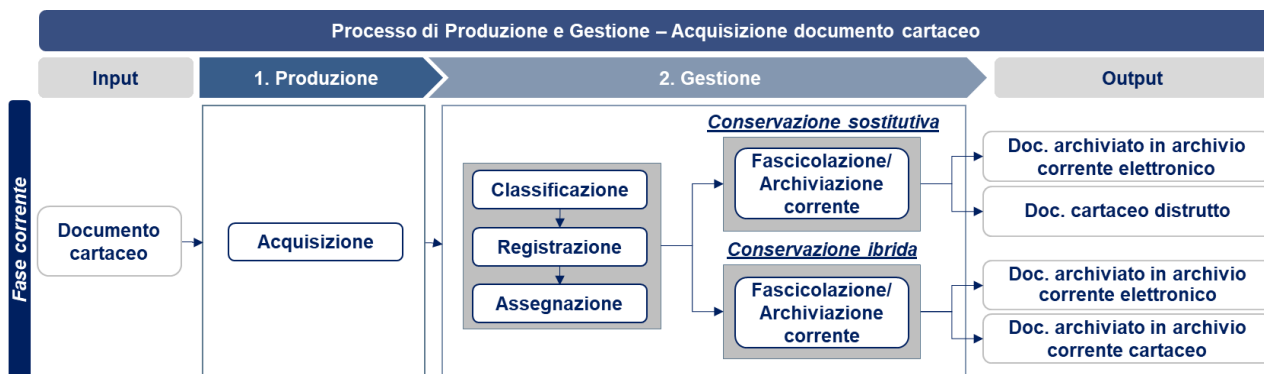 Processo di Produzione e Gestione – Acquisizione documento cartaceo
Input
1. Produzione
2. Gestione
Output
Fase corrente
Documento
cartaceo
Acquisizione
Classificazione
Registrazione
Assegnazione
Conservazione sostitutiva
Fascicolazione/
Archiviazione
corrente
Conservazione ibrida
Fascicolazione/
Archiviazione
corrente
Doc. archiviato in archivio
corrente elettronico
Doc. cartaceo distrutto
Doc. archiviato in archivio
corrente elettronico
Doc. archiviato in archivio
corrente cartaceo